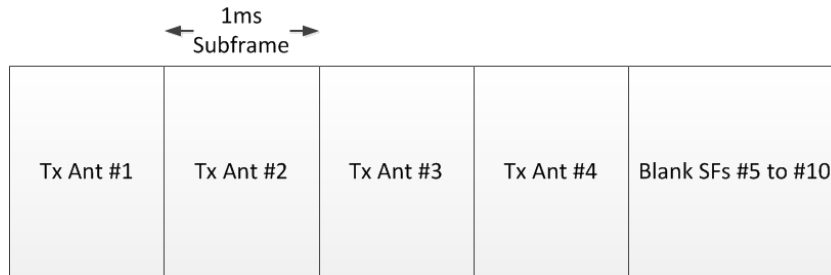 1ms
Subframe
Tx Ant #1
Tx Ant #2
Tx Ant #3
Tx Ant #4
Blank SFs #5 to #10